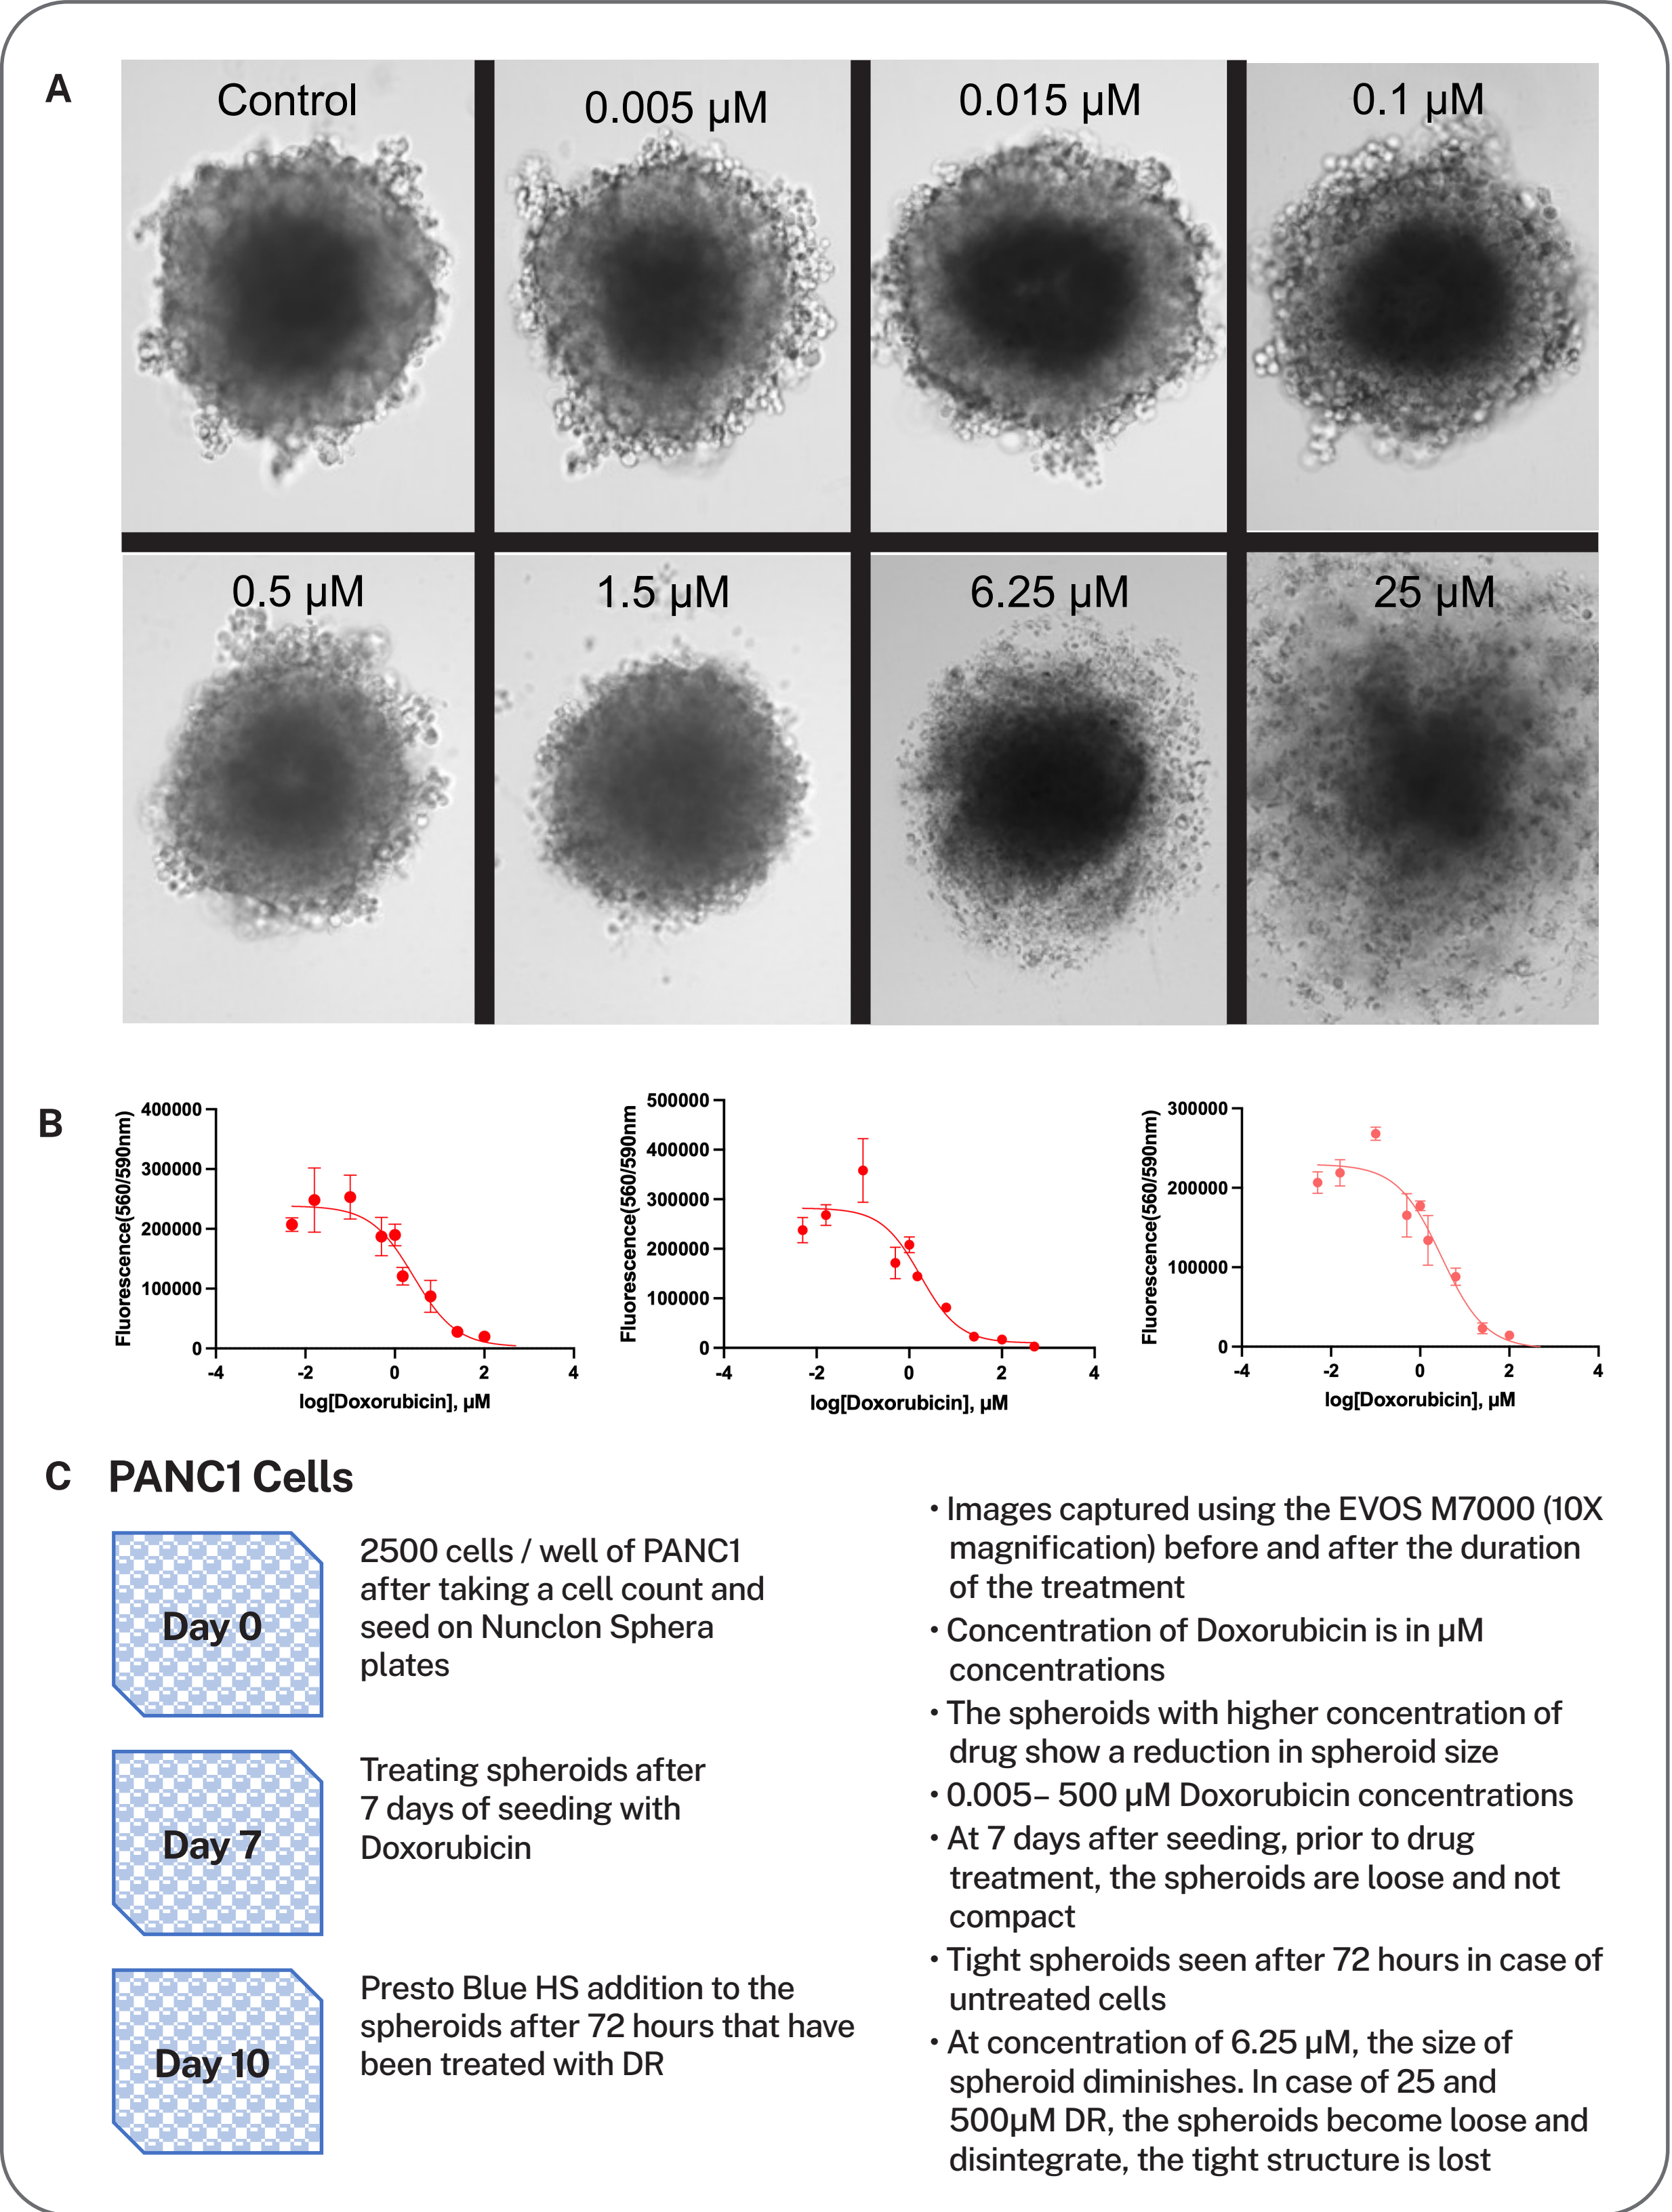 A
Control
0.005 µM
0.015 µM
0.1 µM
0.5 µM
1.5 µM
6.25 µM
25 µM
B
Fluorescence(560/590nm)
400000
300000
200000
100000
0
-4
-2
0
2
4
log[Doxorubicin], µM
Fluorescence(560/590nm
500000
400000
300000
200000
100000
0
-4
-2
0
2
4
log[Doxorubicin], µM
Fluorescence(560/590nm)
300000
200000
100000
0
-4
-2
0
2
4
log[Doxorubicin], µM
C PANC1 Cells
Day 0
2500 cells / well of PANC1
after taking a cell count and
seed on Nunclon Sphera
plates
Day 7
Treating spheroids after
7 days of seeding with
Doxorubicin
Day 10
Presto Blue HS addition to the
spheroids after 72 hours that have
been treated with DR
• Images captured using the EVOS M7000 (10X
magnification) before and after the duration
of the treatment
• Concentration of Doxorubicin is in µM
concentrations
• The spheroids with higher concentration of
drug show a reduction in spheroid size
• 0.005– 500 µM Doxorubicin concentrations
• At 7 days after seeding, prior to drug
treatment, the spheroids are loose and not
compact
• Tight spheroids seen after 72 hours in case of
untreated cells
• At concentration of 6.25 µM, the size of
spheroid diminishes. In case of 25 and
500µM DR, the spheroids become loose and
disintegrate, the tight structure is lost